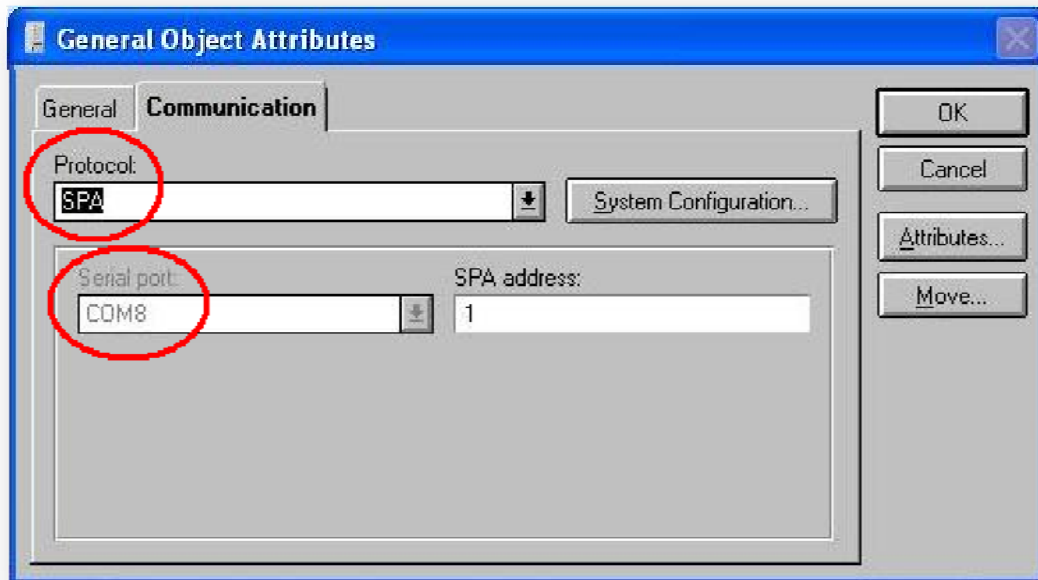 General Object Attributes
General
Communication
OK
Protocol:
Cancel
SPA
System Configuration...
Attributes...
Serial port:
SPA address:
COM8
1
Move...